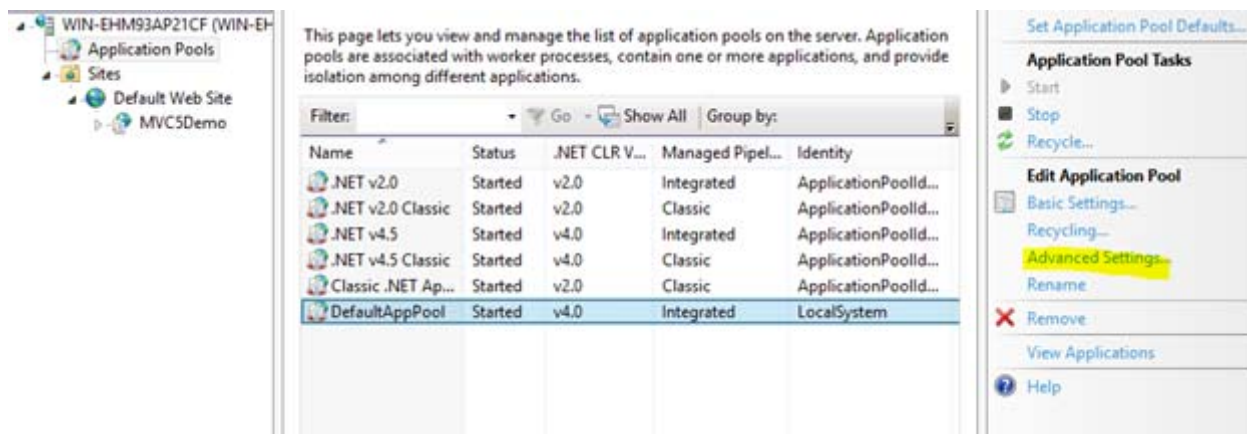 WIN-EHM93AP21CF (WIN-EH
Application Pools
Sites
Default Web Site
MVC5Demo
This page lets you view and manage the list of application pools on the server. Application
pools are associated with worker processes, contain one or more applications, and provide
isolation among different applications.
Filter: Go Show All Group by:
Name Status .NET CLR V... Managed Pipel... Identity
.NET v2.0 Started v2.0 Integrated ApplicationPoolId...
.NET v2.0 Classic Started v2.0 Classic ApplicationPoolId...
.NET v4.5 Started v4.0 Integrated ApplicationPoolId...
.NET v4.5 Classic Started v4.0 Classic ApplicationPoolId...
Classic .NET Ap... Started v2.0 Classic ApplicationPoolId...
DefaultAppPool Started v4.0 Integrated LocalSystem
Set Application Pool Defaults...
Application Pool Tasks
Start
Stop
Recycle...
Edit Application Pool
Basic Settings...
Recycling...
Advanced Settings...
Rename
Remove
View Applications
Help